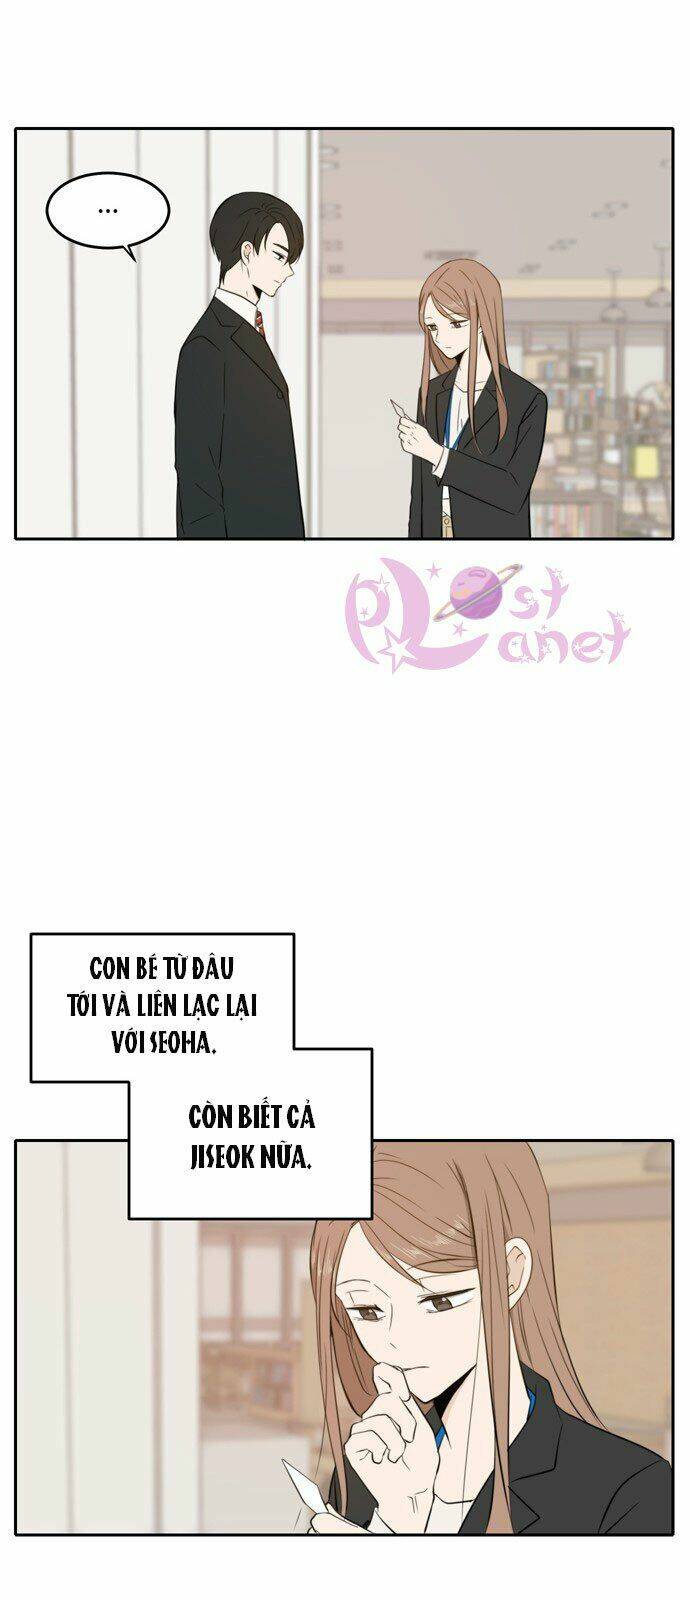 ...
Lost
Planet
CON BÉ TỪ ĐÂU
TỚI VÀ LIÊN LẠC LẠI
VỚI SEOHA.
CÒN BIẾT CẢ
JISEOK NỮA.